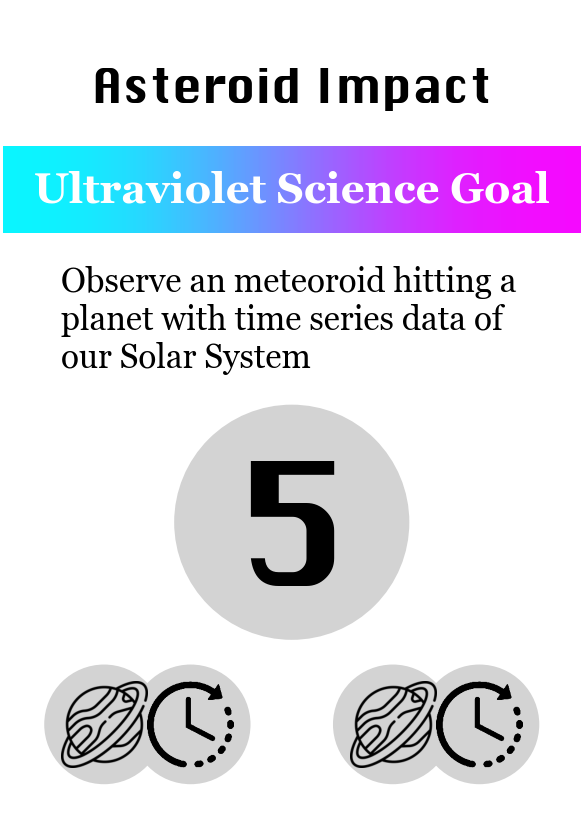 Asteroid Impact
Ultraviolet Science Goal
Observe an meteoroid hitting a
planet with time series data of
our Solar System
5